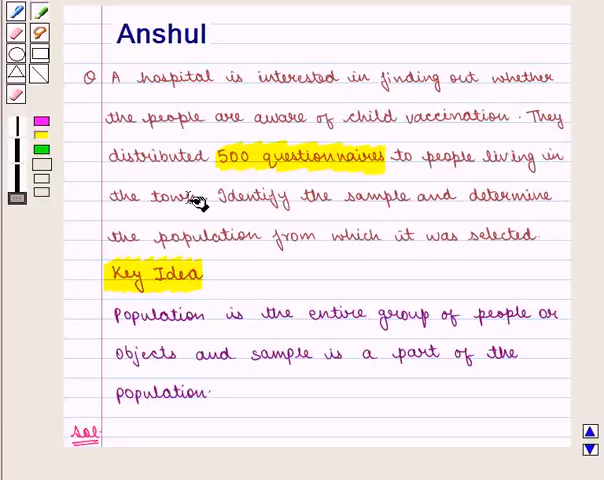 Anshul
Q A hospital is interested in finding out whether
the people are aware of child vaccination. They
distributed 500 questionnaires to people living in
the town. Identify the sample and determine
the population from which it was selected.
Key Idea
Population is the entire group of people or
objects and sample is a part of the
population.
Sol: